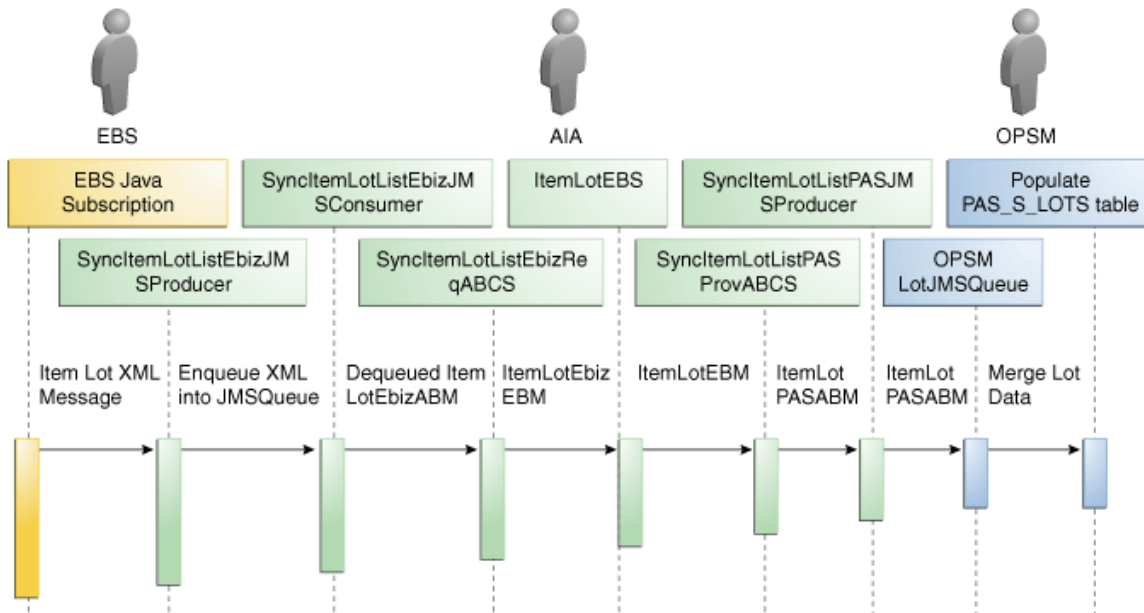 EBS
AIA
OPSM
EBS Java
Subscription
SyncItemLotListEbizJM
SConsumer
ItemLotEBS
SyncItemLotListPASJM
SProducer
Populate
PAS_S_LOTS table
SyncItemLotListEbizJM
SProducer
SyncItemLotListEbizRe
qABCS
SyncItemLotListPAS
ProvABCS
OPSM
LotJMSQueue
Item Lot XML
Message
Enqueue XML
into JMSQueue
Dequeued Item
LotEbizABM
ItemLotEbiz
EBM
ItemLotEBM
ItemLot
PASABM
ItemLot
PASABM
Merge Lot
Data